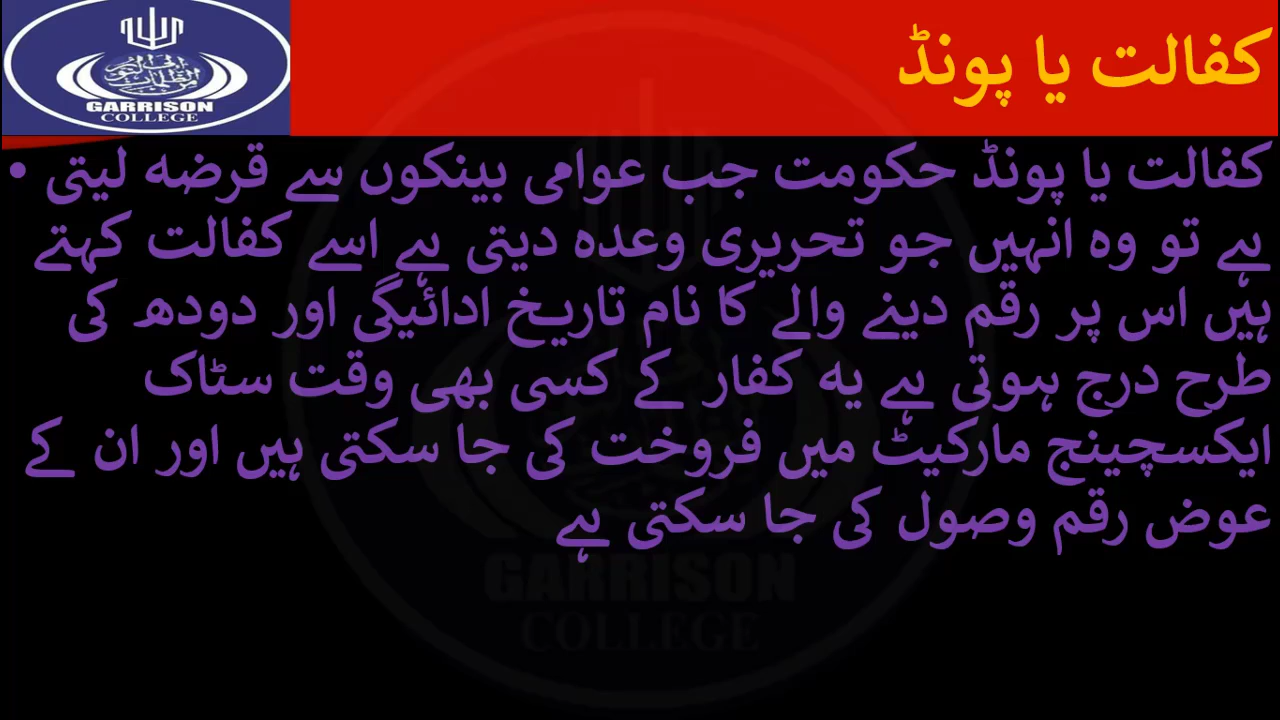 GARRISON
COLLEGE
کفالت یا پونڈ
• کفالت یا پونڈ حکومت جب عوامی بینکوں سے قرضہ لیتی
ہے تو وہ انہیں جو تحریری وعدہ دیتی ہے اسے کفالت کہتے
ہیں اس پر رقم دینے والے کا نام تاریخ ادائیگی اور دودھ کی
طرح درج ہوتی ہے یہ کفار کے کسی بھی وقت سٹاک
ایکسچینج مارکیٹ میں فروخت کی جا سکتی ہیں اور ان کے
عوض رقم وصول کی جا سکتی ہے
GARRISON
COLLEGE